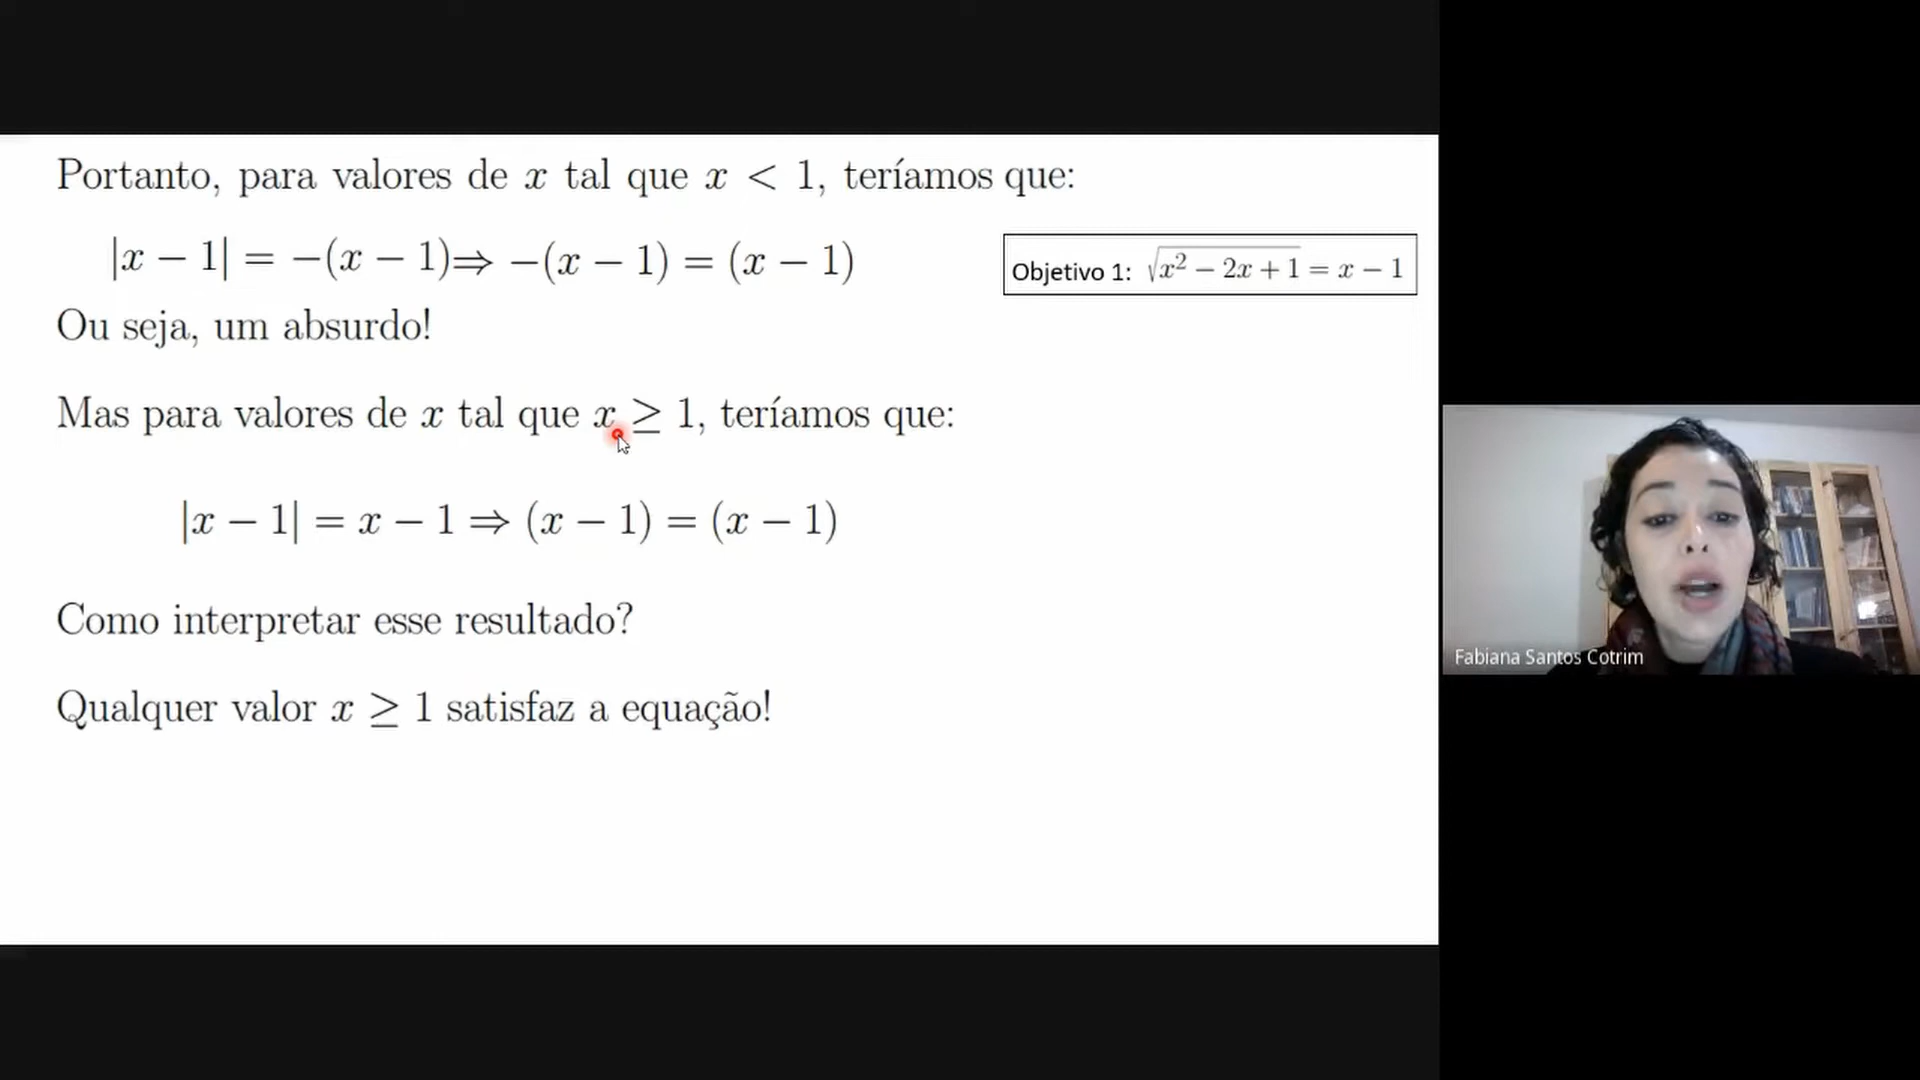 Portanto, para valores de x tal que x < 1, teríamos que:
|x − 1| = −(x − 1)⇒ −(x − 1) = (x − 1)
Objetivo 1: √(x² − 2x + 1) = x − 1
Ou seja, um absurdo!
Mas para valores de x tal que x ≥ 1, teríamos que:
|x − 1| = x − 1 ⇒ (x − 1) = (x − 1)
Como interpretar esse resultado?
Qualquer valor x ≥ 1 satisfaz a equação!
Fabiana Santos Cotrim